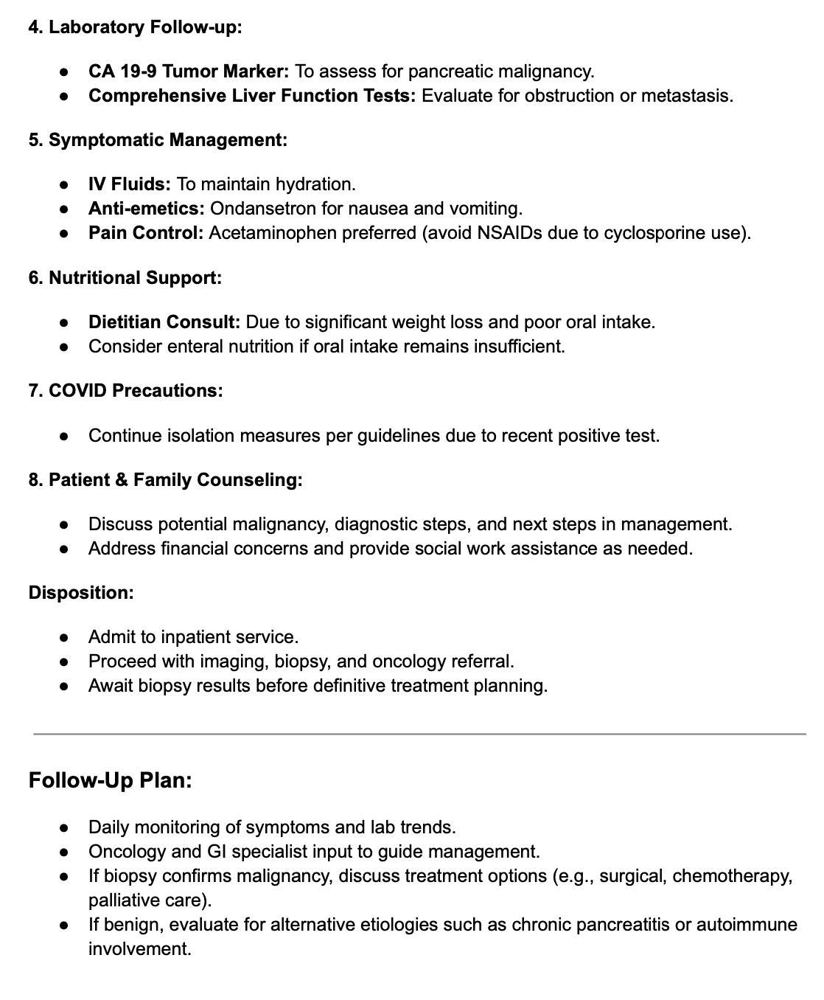 4. Laboratory Follow-up:
● CA 19-9 Tumor Marker: To assess for pancreatic malignancy.
● Comprehensive Liver Function Tests: Evaluate for obstruction or metastasis.
5. Symptomatic Management:
● IV Fluids: To maintain hydration.
● Anti-emetics: Ondansetron for nausea and vomiting.
● Pain Control: Acetaminophen preferred (avoid NSAIDs due to cyclosporine use).
6. Nutritional Support:
● Dietitian Consult: Due to significant weight loss and poor oral intake.
● Consider enteral nutrition if oral intake remains insufficient.
7. COVID Precautions:
● Continue isolation measures per guidelines due to recent positive test.
8. Patient & Family Counseling:
● Discuss potential malignancy, diagnostic steps, and next steps in management.
● Address financial concerns and provide social work assistance as needed.
Disposition:
● Admit to inpatient service.
● Proceed with imaging, biopsy, and oncology referral.
● Await biopsy results before definitive treatment planning.
Follow-Up Plan:
● Daily monitoring of symptoms and lab trends.
● Oncology and GI specialist input to guide management.
● If biopsy confirms malignancy, discuss treatment options (e.g., surgical, chemotherapy,
palliative care).
● If benign, evaluate for alternative etiologies such as chronic pancreatitis or autoimmune
involvement.